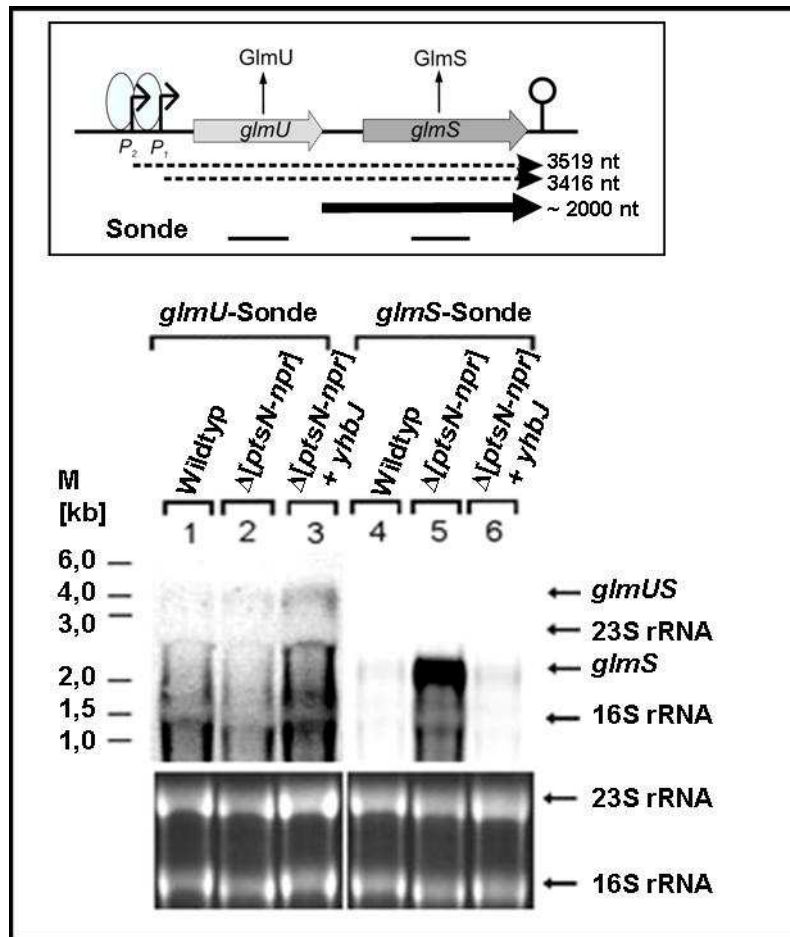 GlmU GlmS
glmU glmS
P2 P1
3519 nt
3416 nt
~ 2000 nt
Sonde
glmU-Sonde glmS-Sonde
Wildtyp
Δ[ptsN-npr]
Δ[ptsN-npr]
+ yhbJ
Wildtyp
Δ[ptsN-npr]
Δ[ptsN-npr]
+ yhbJ
M
[kb]
1 2 3 4 5 6
6,0
4,0
3,0
2,0
1,5
1,0
glmUS
23S rRNA
glmS
16S rRNA
23S rRNA
16S rRNA